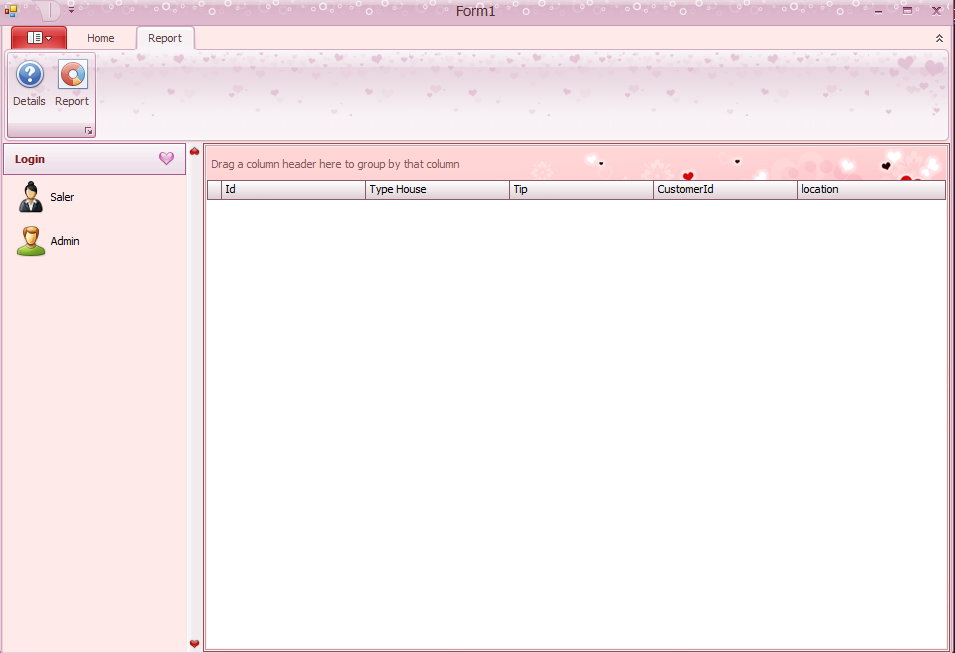 Form1
Home
Report
Details
Report
Login
Saler
Admin
Drag a column header here to group by that column
Id
Type House
Tip
CustomerId
location